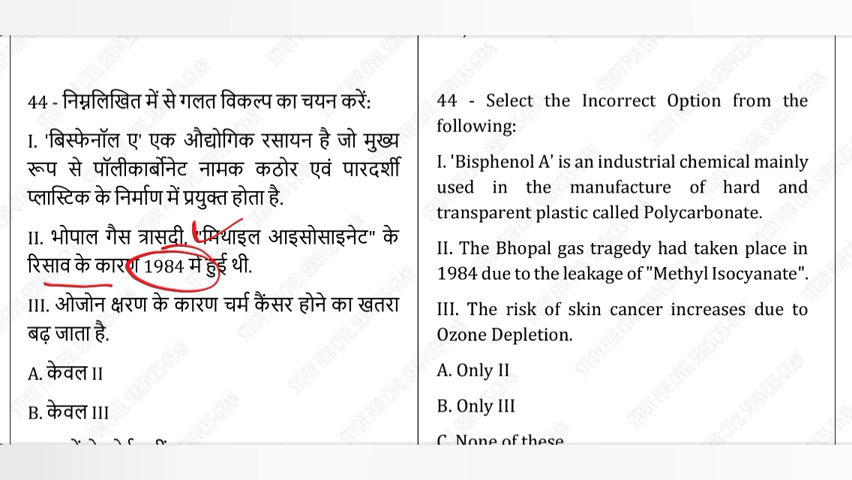 44 - निम्नलिखित में से गलत विकल्प का चयन करें:
I. 'बिस्फेनॉल ए' एक औद्योगिक रसायन है जो मुख्य
रूप से पॉलीकार्बोनेट नामक कठोर एवं पारदर्शी
प्लास्टिक के निर्माण में प्रयुक्त होता है.
II. भोपाल गैस त्रासदी, "मिथाइल आइसोसाइनेट" के
रिसाव के कारण 1984 में हुई थी.
III. ओजोन क्षरण के कारण चर्म कैंसर होने का खतरा
बढ़ जाता है.
A. केवल II
B. केवल III
44 - Select the Incorrect Option from the
following:
I. 'Bisphenol A' is an industrial chemical mainly
used in the manufacture of hard and
transparent plastic called Polycarbonate.
II. The Bhopal gas tragedy had taken place in
1984 due to the leakage of "Methyl Isocyanate".
III. The risk of skin cancer increases due to
Ozone Depletion.
A. Only II
B. Only III
C. None of these